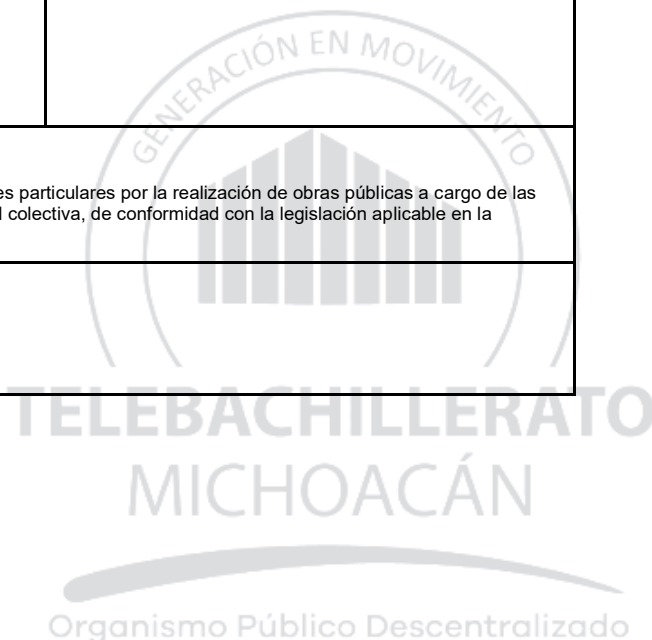 GENERACIÓN EN MOVIMIENTO
es particulares por la realización de obras públicas a cargo de las
colectiva, de conformidad con la legislación aplicable en la
TELEBACHILLERATO
MICHOACÁN
Organismo Público Descentralizado